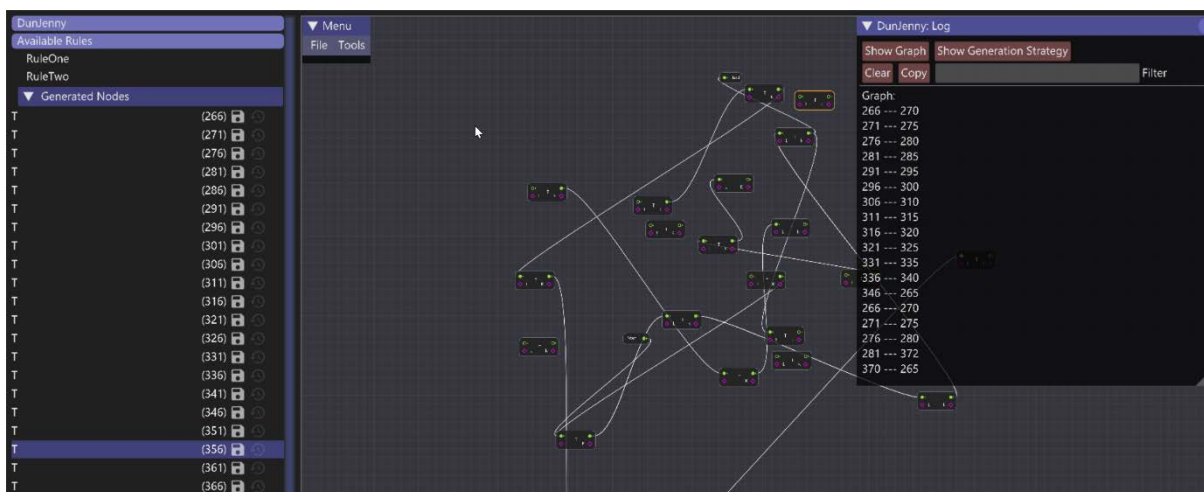 DunJenny
Available Rules
RuleOne
RuleTwo
Generated Nodes
T (266)
T (271)
T (276)
T (281)
T (286)
T (291)
T (296)
T (301)
T (306)
T (311)
T (316)
T (321)
T (326)
T (331)
T (336)
T (341)
T (346)
T (351)
T (356)
T (361)
T (366)
Menu
File Tools
DunJenny: Log
Show Graph Show Generation Strategy
Clear Copy Filter
Graph:
266 --- 270
271 --- 275
276 --- 280
281 --- 285
291 --- 295
296 --- 300
306 --- 310
311 --- 315
316 --- 320
321 --- 325
331 --- 335
336 --- 340
346 --- 265
266 --- 270
271 --- 275
276 --- 280
281 --- 372
370 --- 265